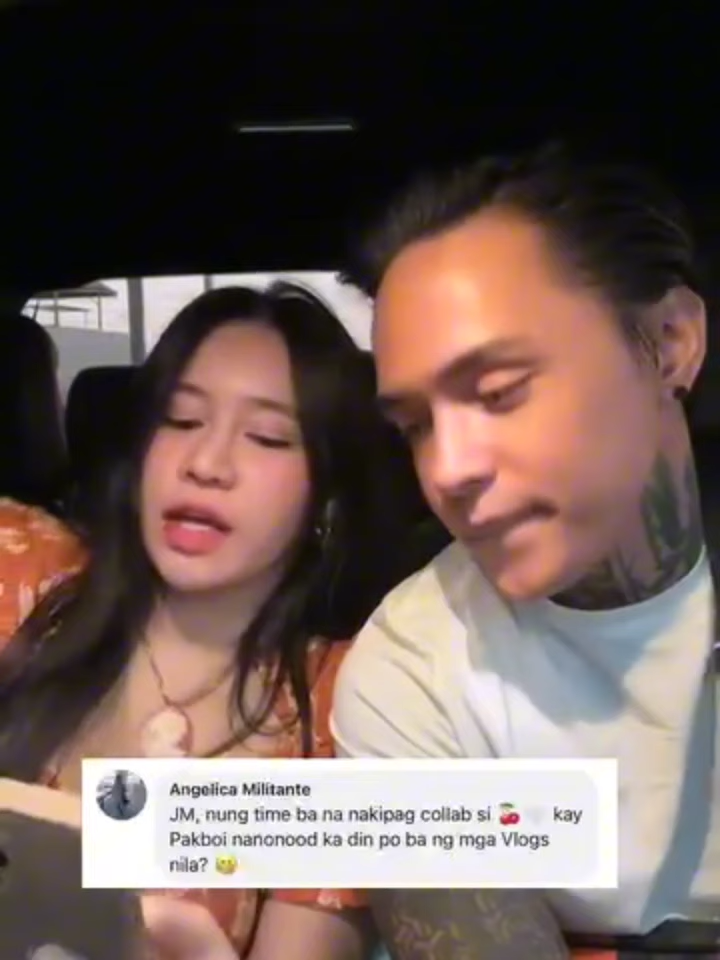 Angelica Militante
JM, nung time ba na nakipag collab si 🍒🤍 kay
Pakboi nanonood ka din po ba ng mga Vlogs
nila? 😅